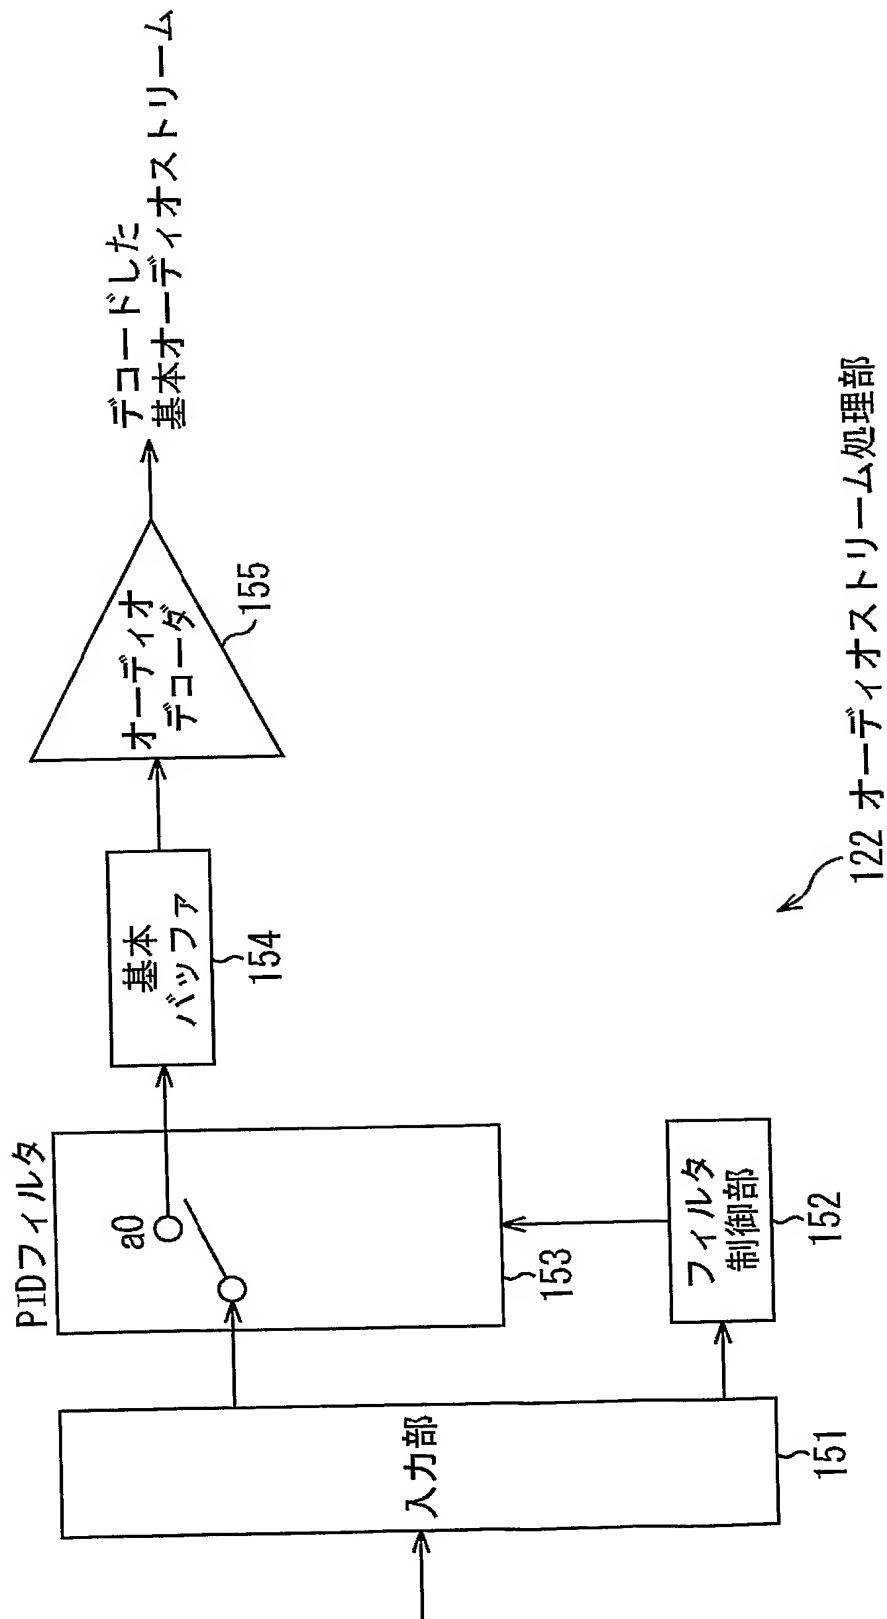 入力部
151
PIDフィルタ
a0
153
フィルタ
制御部
152
基本
バッファ
154
オーディオ
デコーダ
155
デコードした
基本オーディオストリーム
122 オーディオストリーム処理部